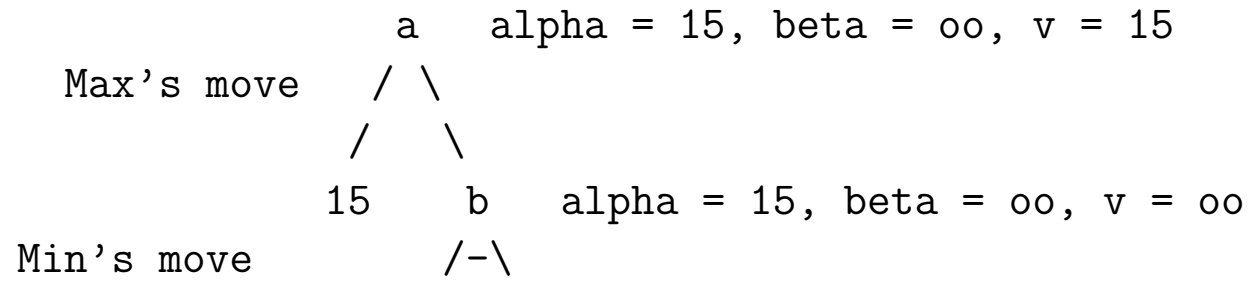 a alpha = 15, beta = oo, v = 15
Max’s move / \
/ \
15 b alpha = 15, beta = oo, v = oo
Min’s move /-\